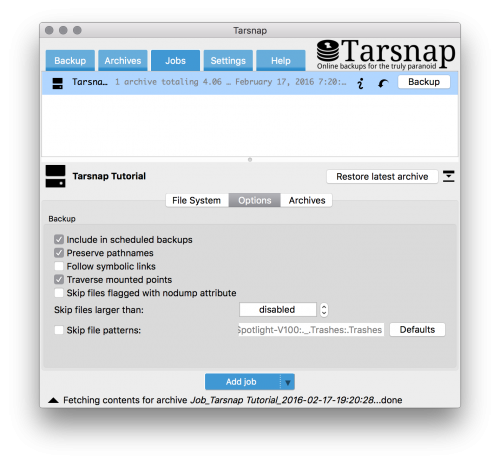 Tarsnap
Backup Archives Jobs Settings Help
Tarsnap
Online backups for the truly paranoid
Tarsna... 1 archive totaling 4.06 … February 17, 2016 7:20:... Backup
Tarsnap Tutorial Restore latest archive
File System Options Archives
Backup
Include in scheduled backups
Preserve pathnames
Follow symbolic links
Traverse mounted points
Skip files flagged with nodump attribute
Skip files larger than: disabled
Skip file patterns: Spotlight-V100:._.Trashes:.Trashes Defaults
Add job
Fetching contents for archive Job_Tarsnap Tutorial_2016-02-17-19:20:28...done